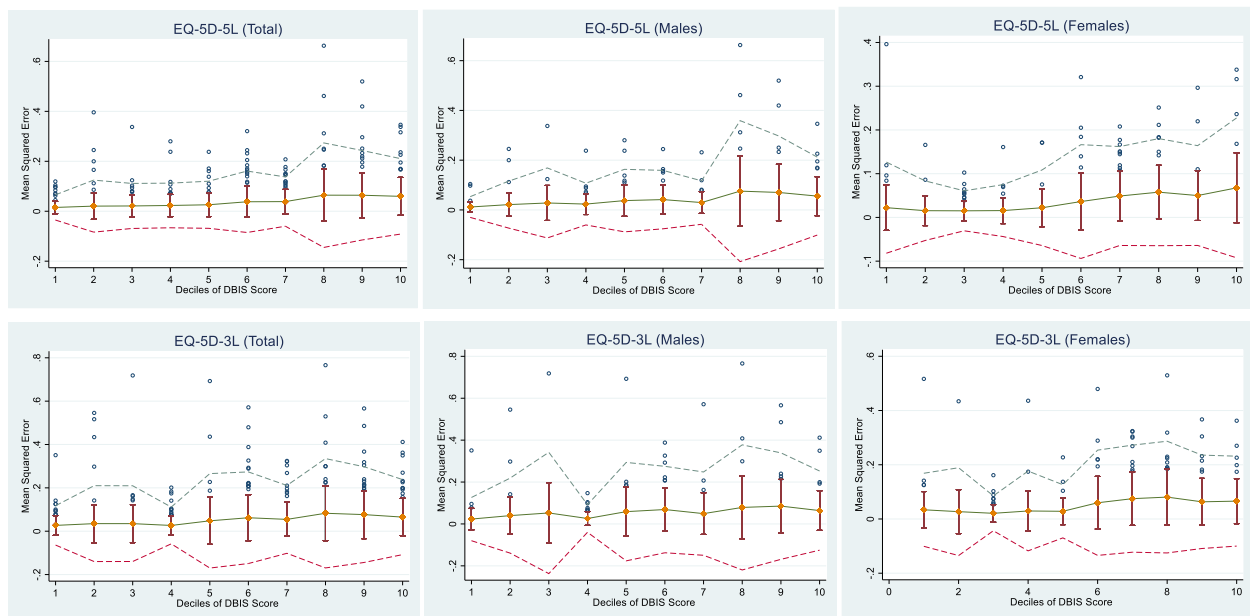 EQ-5D-5L (Total)
Mean Squared Error
.6
.4
.2
0
-.2
1 2 3 4 5 6 7 8 9 10
Deciles of DBIS Score
EQ-5D-5L (Males)
Mean Squared Error
.6
.4
.2
0
-.2
1 2 3 4 5 6 7 8 9 10
Deciles of DBIS Score
EQ-5D-5L (Females)
Mean Squared Error
.4
.3
.2
.1
0
-.1
1 2 3 4 5 6 7 8 9 10
Deciles of DBIS Score
EQ-5D-3L (Total)
Mean Squared Error
.8
.6
.4
.2
0
-.2
1 2 3 4 5 6 7 8 9 10
Deciles of DBIS Score
EQ-5D-3L (Males)
Mean Squared Error
.8
.6
.4
.2
0
-.2
1 2 3 4 5 6 7 8 9 10
Deciles of DBIS Score
EQ-5D-3L (Females)
Mean Squared Error
.6
.4
.2
0
-.2
0 2 4 6 8 10
Deciles of DBIS Score